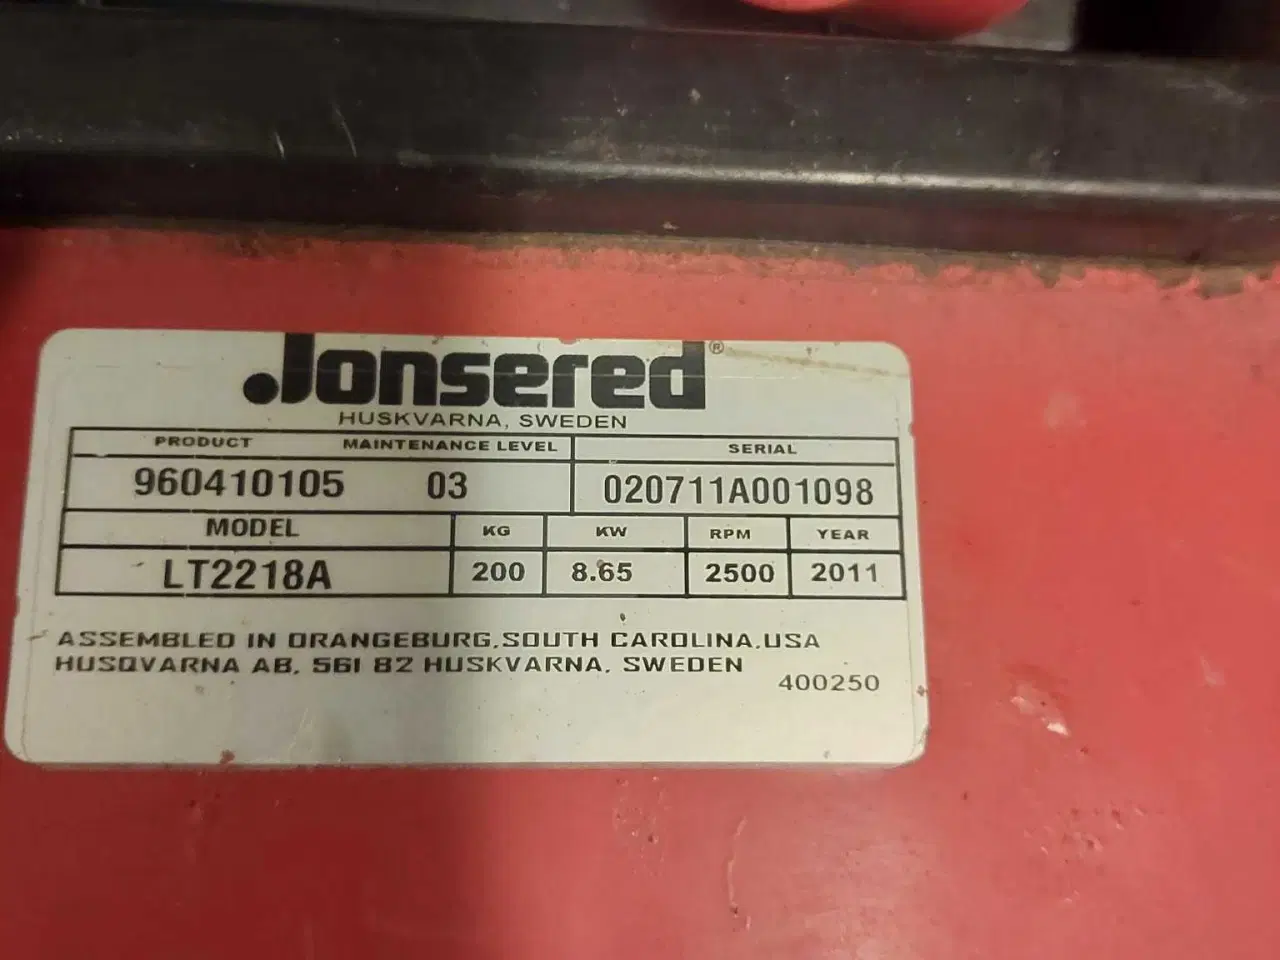 Jonsered®
HUSKVARNA, SWEDEN
PRODUCT MAINTENANCE LEVEL SERIAL
960410105 03 020711A001098
MODEL KG KW RPM YEAR
LT2218A 200 8.65 2500 2011
ASSEMBLED IN ORANGEBURG,SOUTH CAROLINA,USA
HUSQVARNA AB, 561 82 HUSKVARNA, SWEDEN
400250